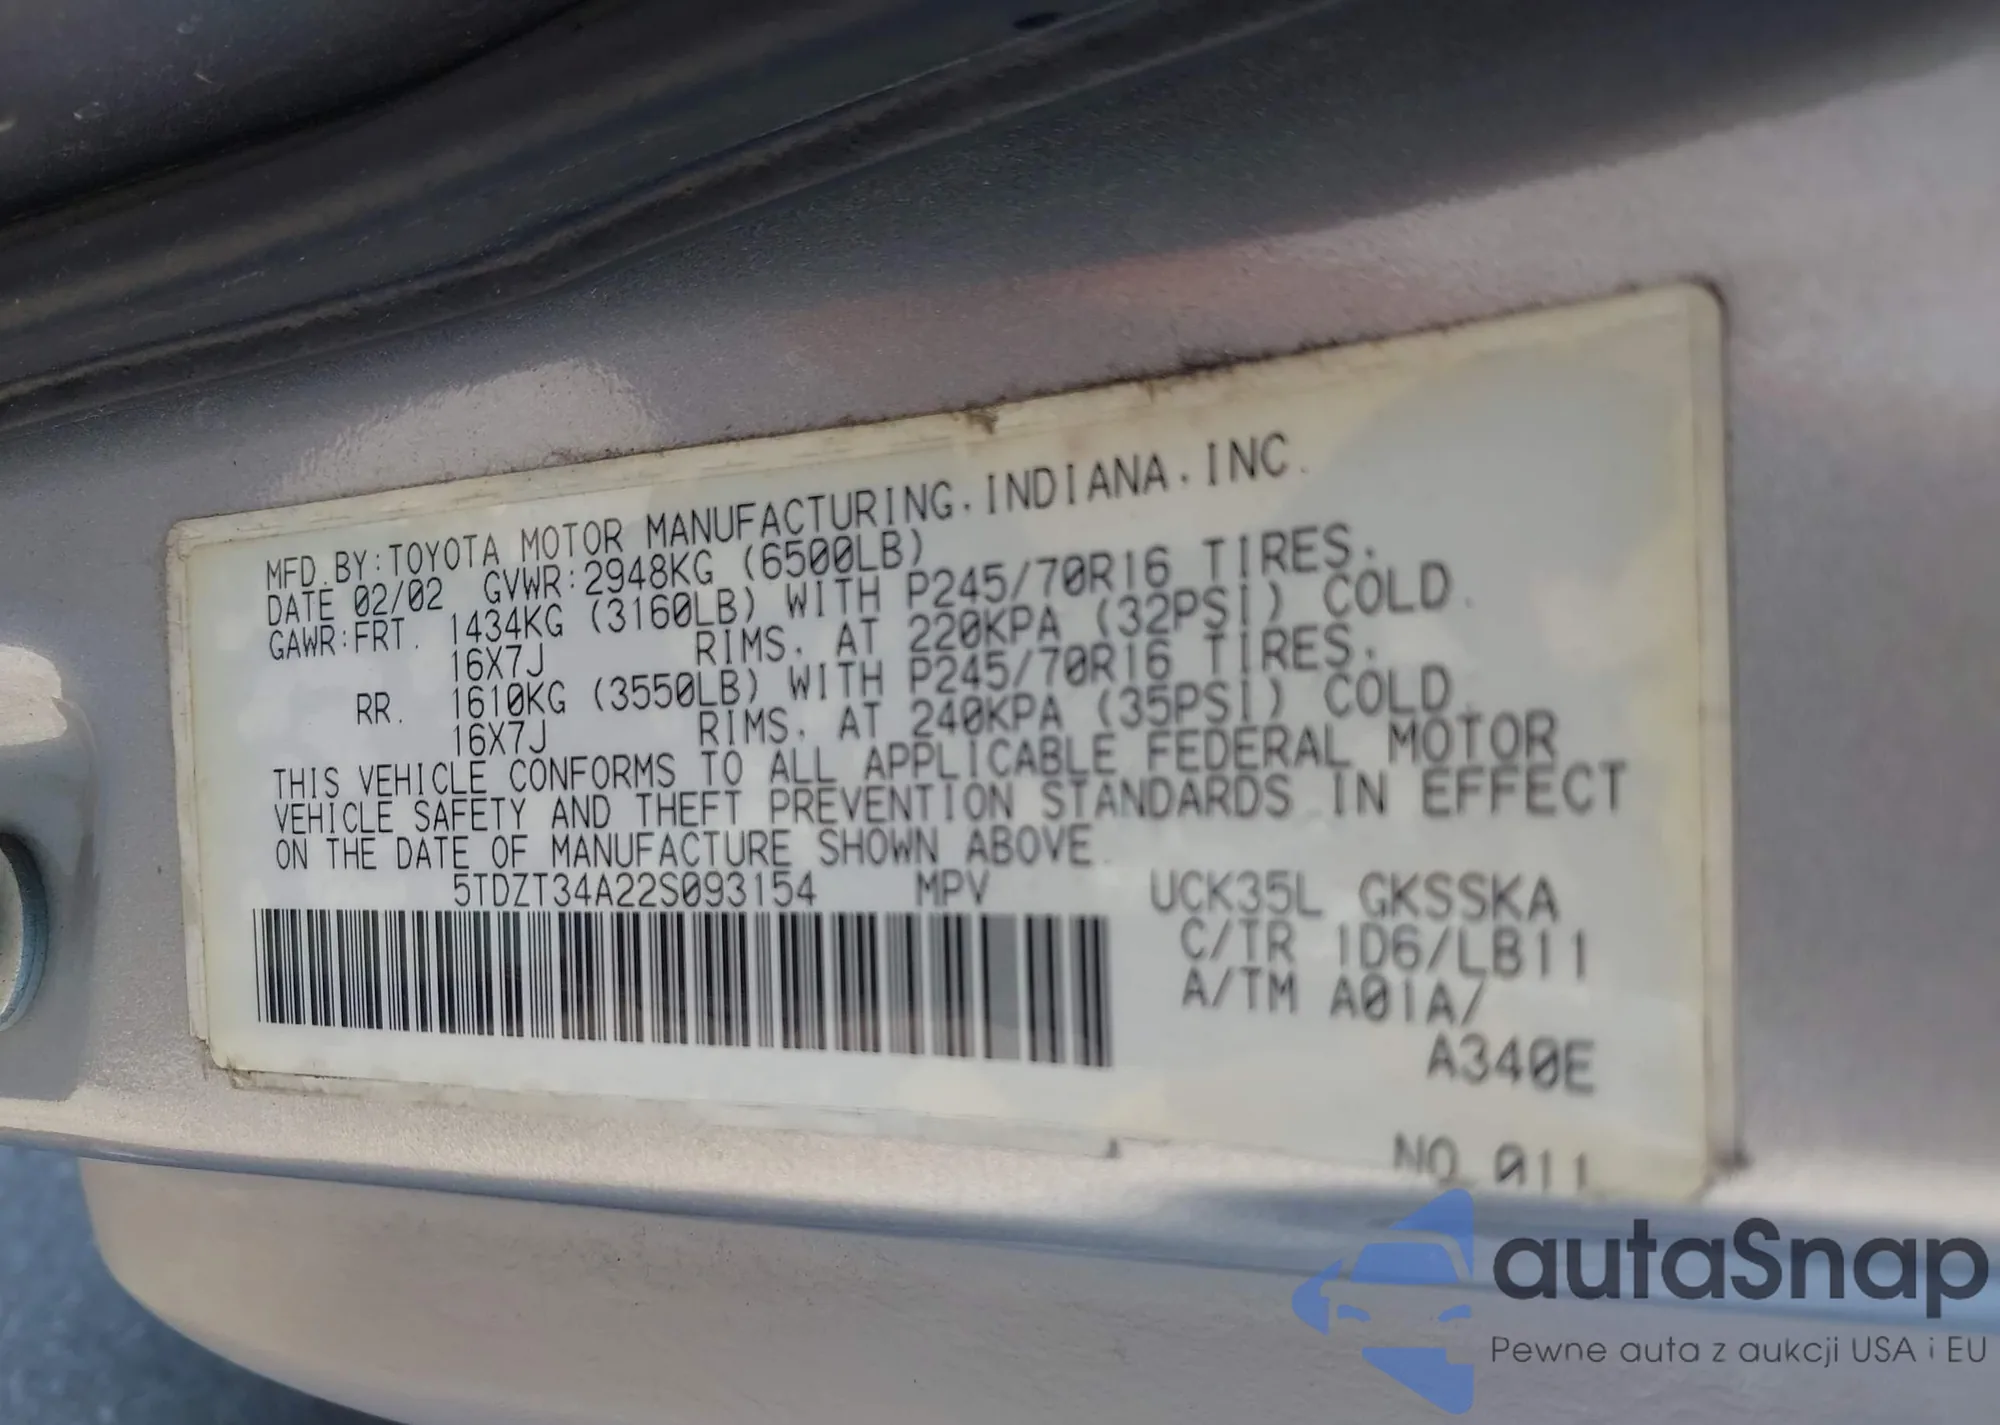 MFD.BY:TOYOTA MOTOR MANUFACTURING.INDIANA.INC.
DATE 02/02 GVWR:2948KG (6500LB)
GAWR:FRT. 1434KG (3160LB) WITH P245/70R16 TIRES.
16X7J RIMS. AT 220KPA (32PSI) COLD.
RR. 1610KG (3550LB) WITH P245/70R16 TIRES.
16X7J RIMS. AT 240KPA (35PSI) COLD.
THIS VEHICLE CONFORMS TO ALL APPLICABLE FEDERAL MOTOR
VEHICLE SAFETY AND THEFT PREVENTION STANDARDS IN EFFECT
ON THE DATE OF MANUFACTURE SHOWN ABOVE.
5TDZT34A22S093154 MPV UCK35L GKSSKA
C/TR 1D6/LB11
A/TM A01A/
A340E
NO. 011
autaSnap
Pewne auta z aukcji USA i EU